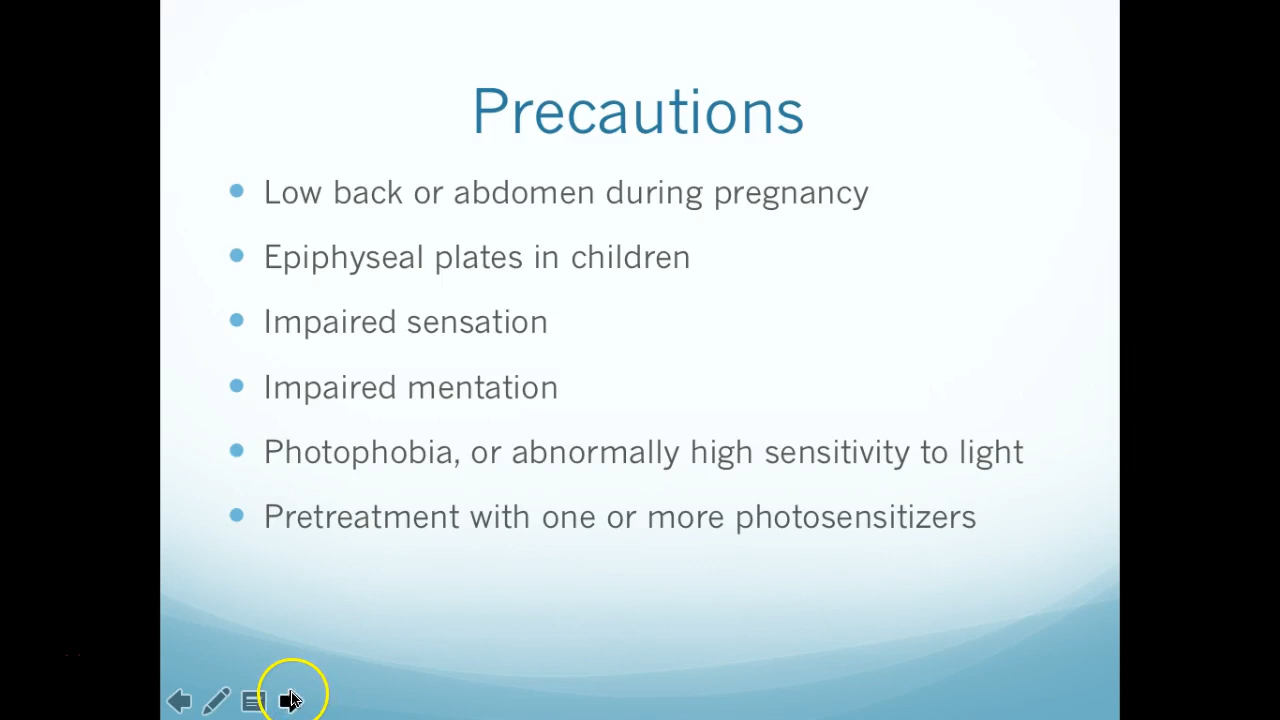 Precautions
Low back or abdomen during pregnancy
Epiphyseal plates in children
Impaired sensation
Impaired mentation
Photophobia, or abnormally high sensitivity to light
Pretreatment with one or more photosensitizers